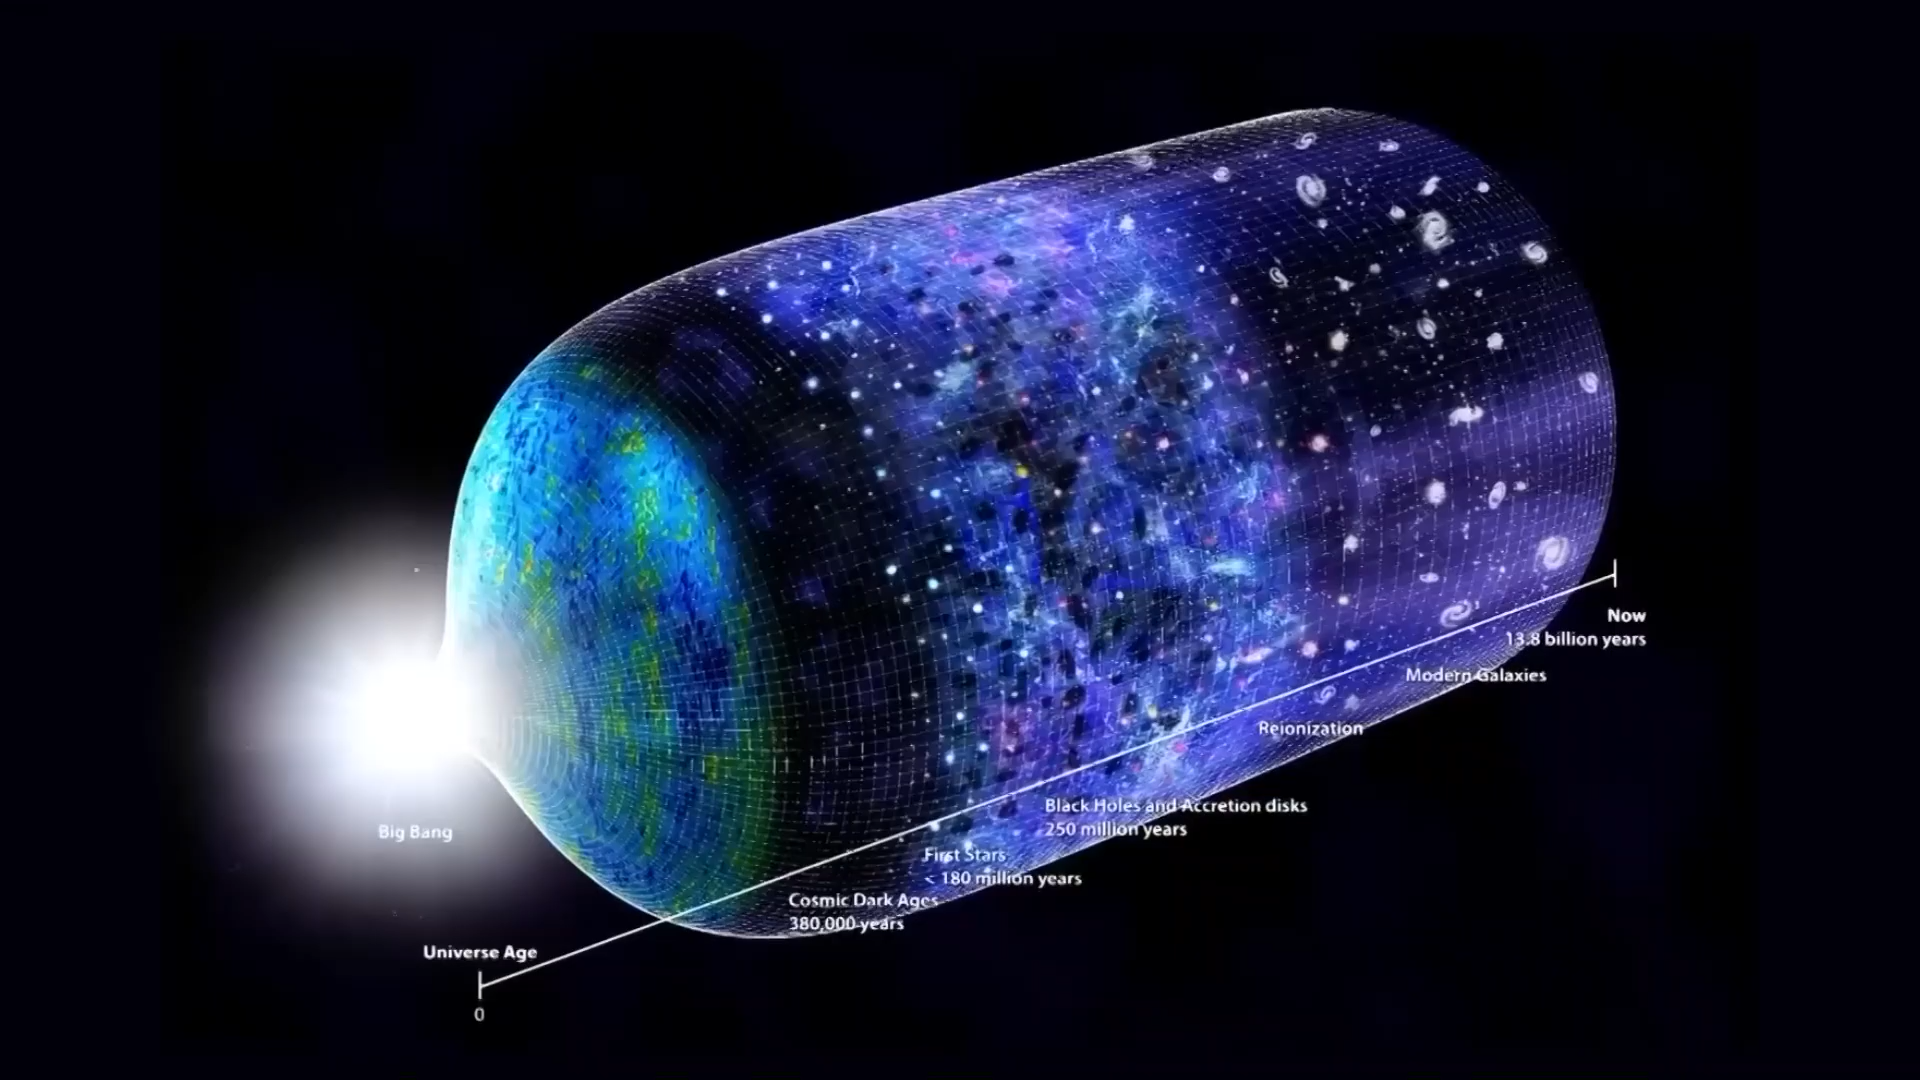 Big Bang
Universe Age
0
Cosmic Dark Ages
380,000 years
First Stars
< 180 million years
Black Holes and Accretion disks
250 million years
Reionization
Modern Galaxies
Now
13.8 billion years